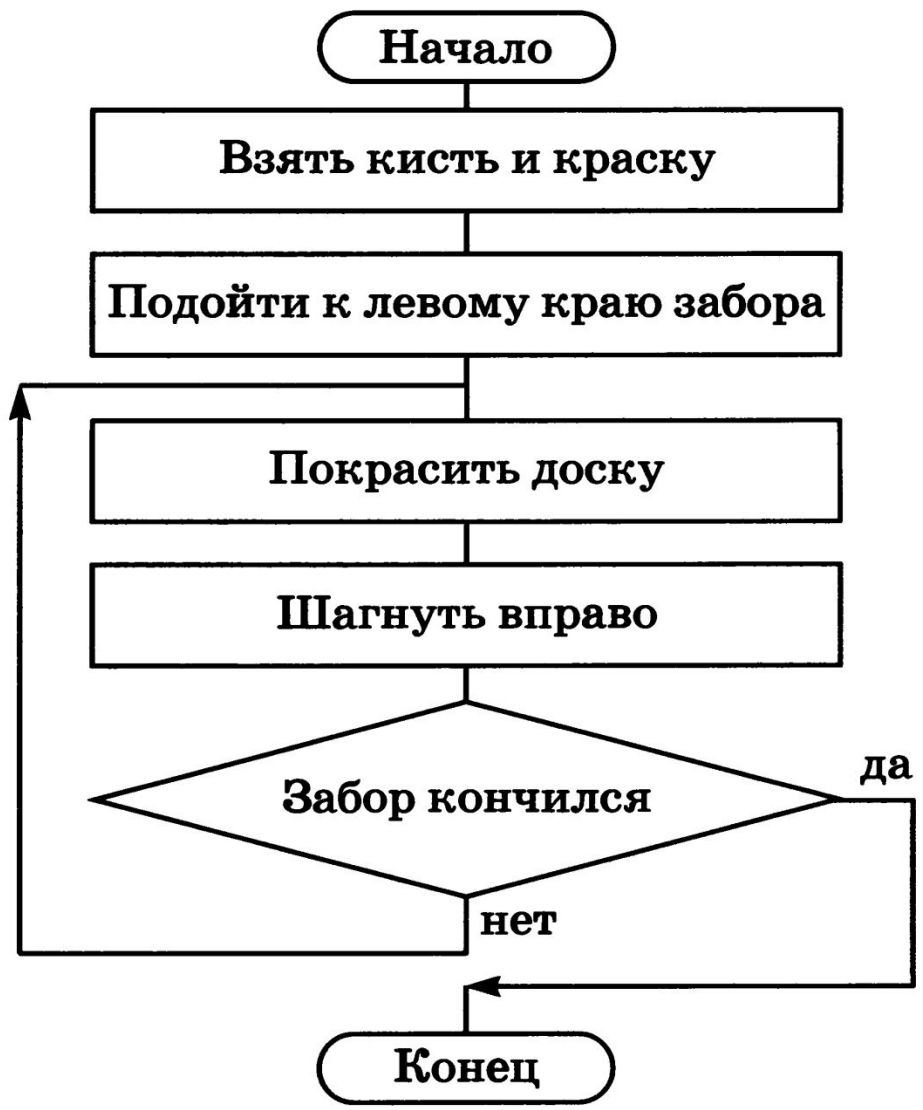 Начало
Взять кисть и краску
Подойти к левому краю забора
Покрасить доску
Шагнуть вправо
Забор кончился
да
нет
Конец